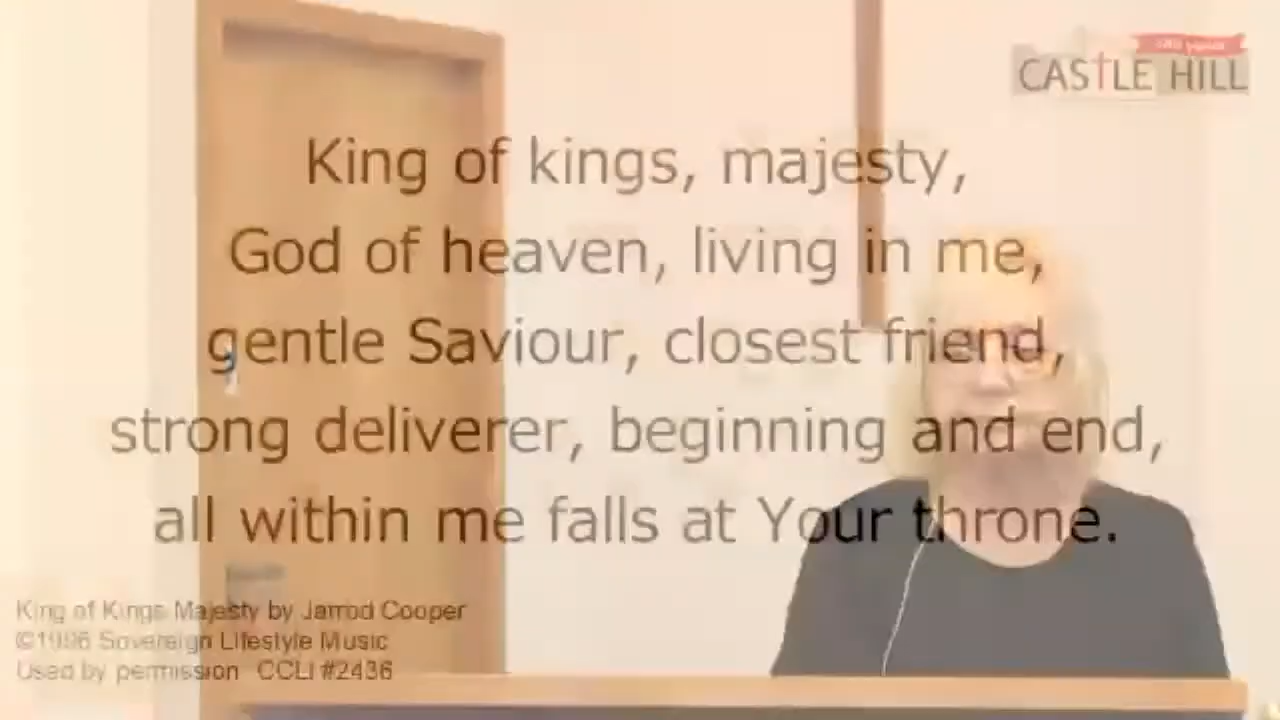 CASTLE HILL
King of kings, majesty,
God of heaven, living in me,
gentle Saviour, closest friend,
strong deliverer, beginning and end,
all within me falls at Your throne.
King of Kings Majesty by Jarrod Cooper
©1996 Sovereign Lifestyle Music
Used by permission CCLI #2436